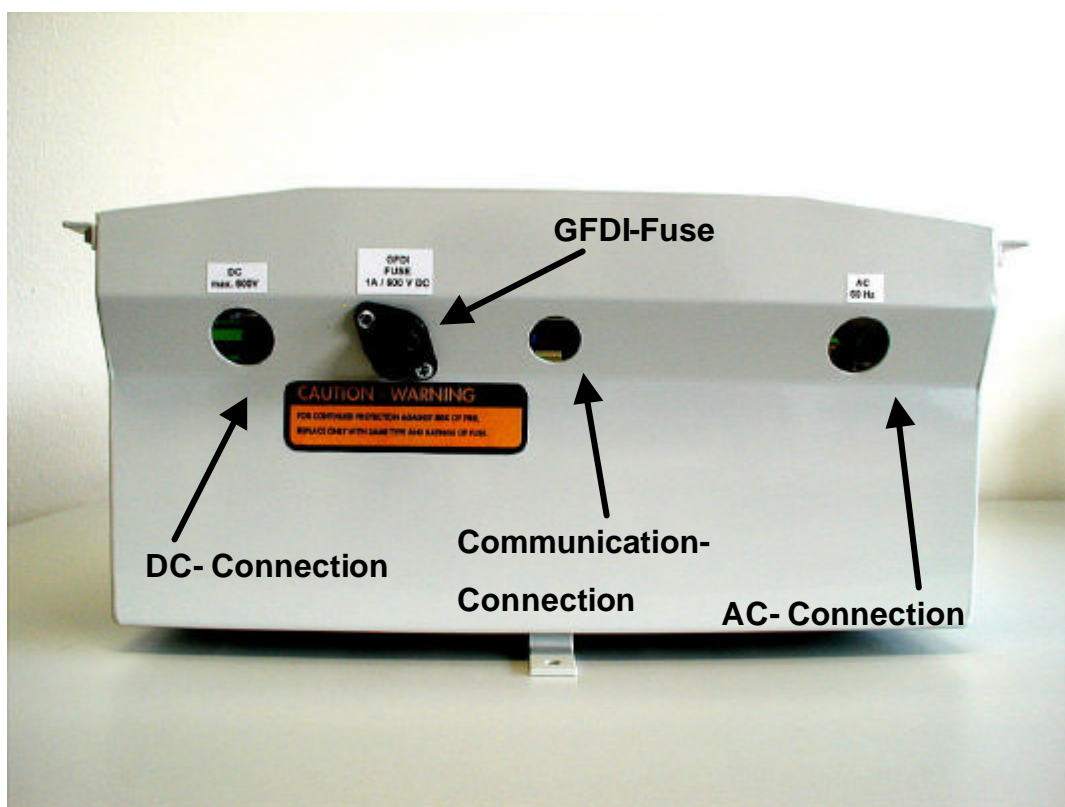 GFDI-Fuse
DC
max. 600V
GFDI
FUSE
1A / 600 V DC
AC
60 Hz
CAUTION - WARNING
FOR CONTINUED PROTECTION AGAINST RISK OF FIRE,
REPLACE ONLY WITH SAME TYPE AND RATINGS OF FUSE.
DC- Connection
Communication-
Connection
AC- Connection